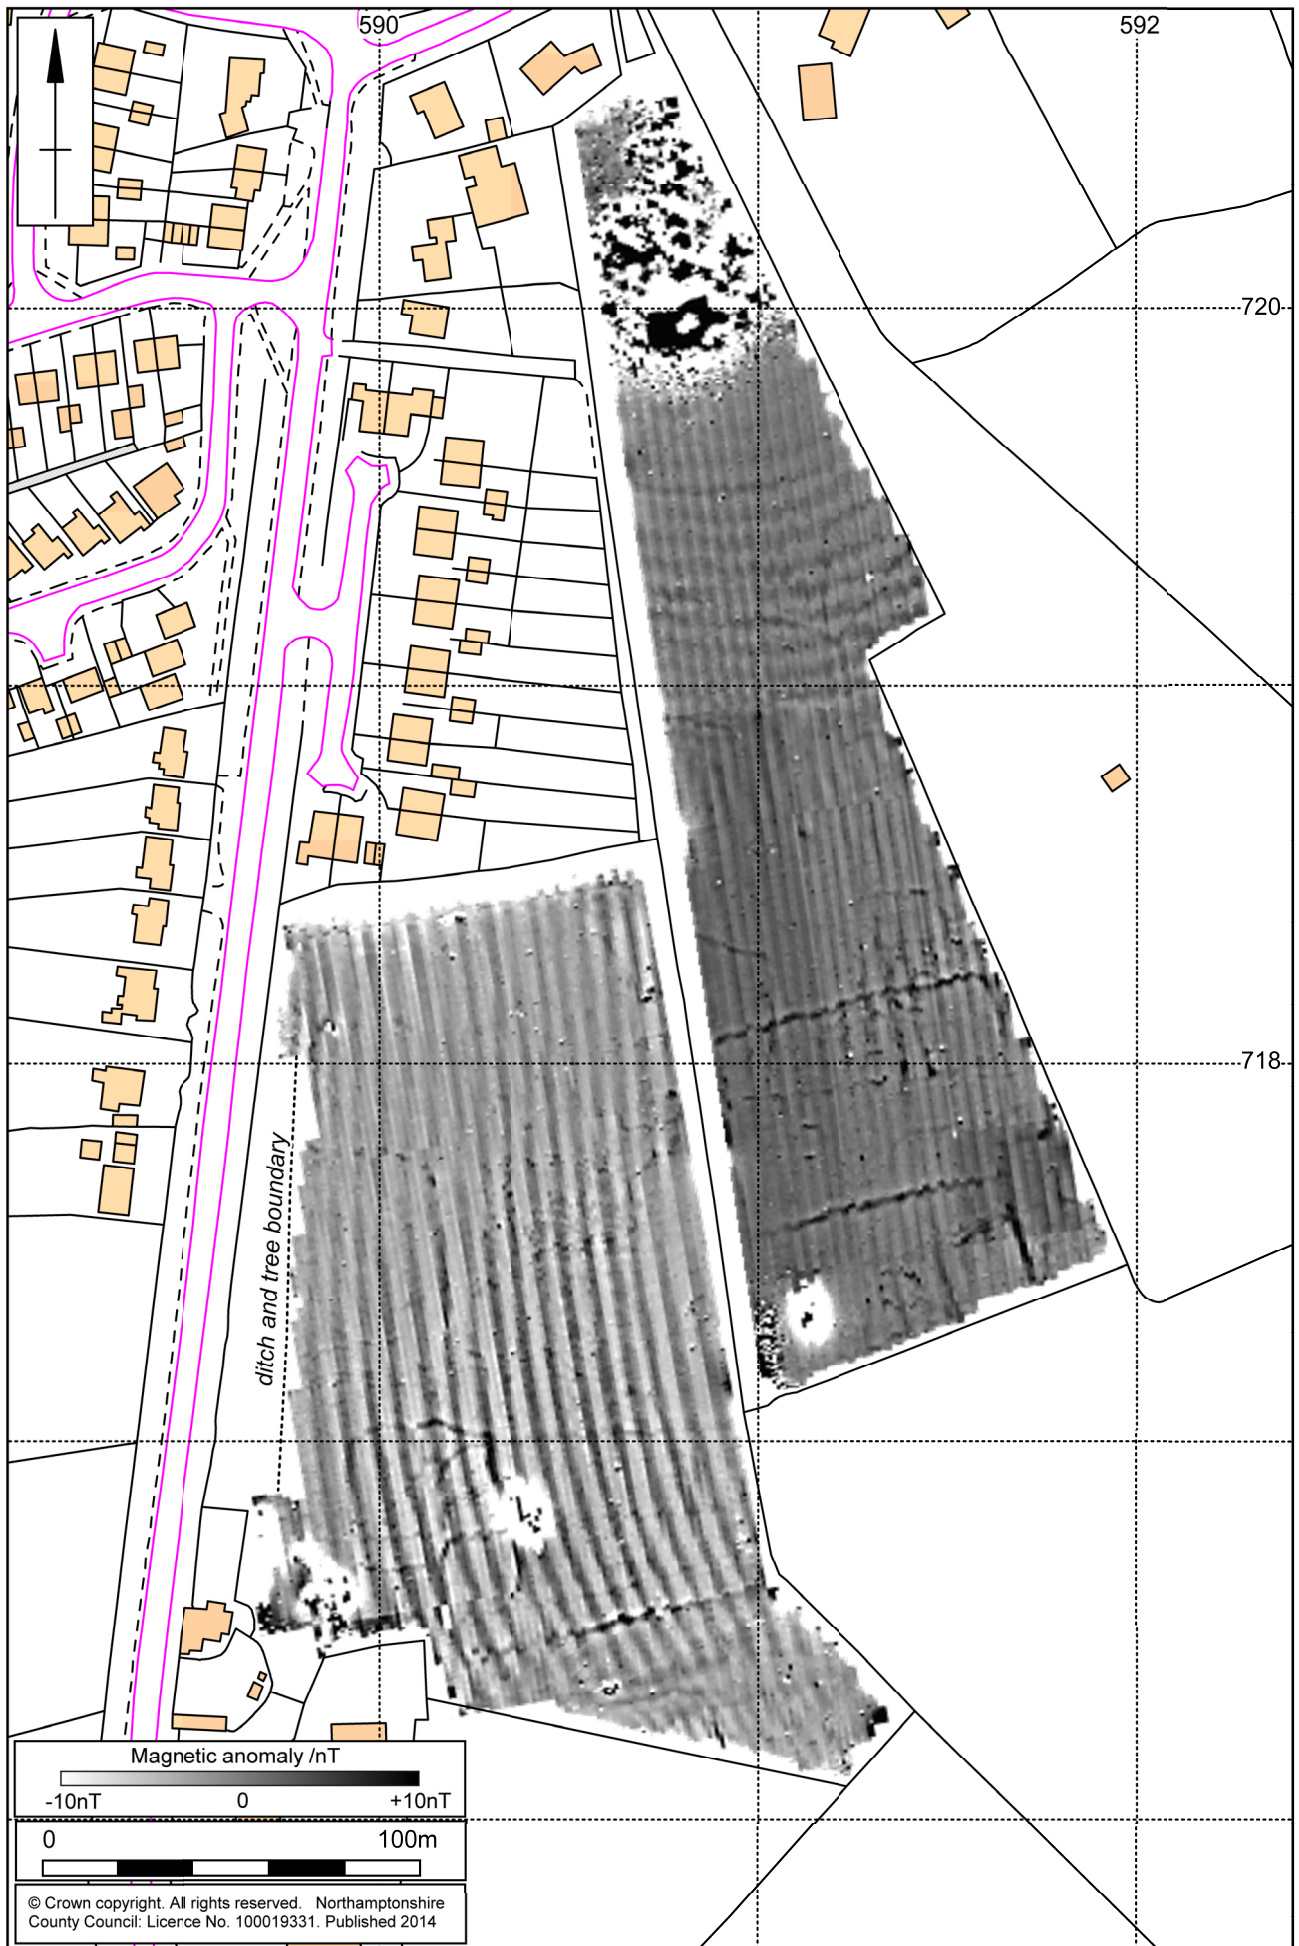 590
592
720
718
ditch and tree boundary
Magnetic anomaly /nT
-10nT 0 +10nT
0 100m
© Crown copyright. All rights reserved. Northamptonshire
County Council: Licence No. 100019331. Published 2014